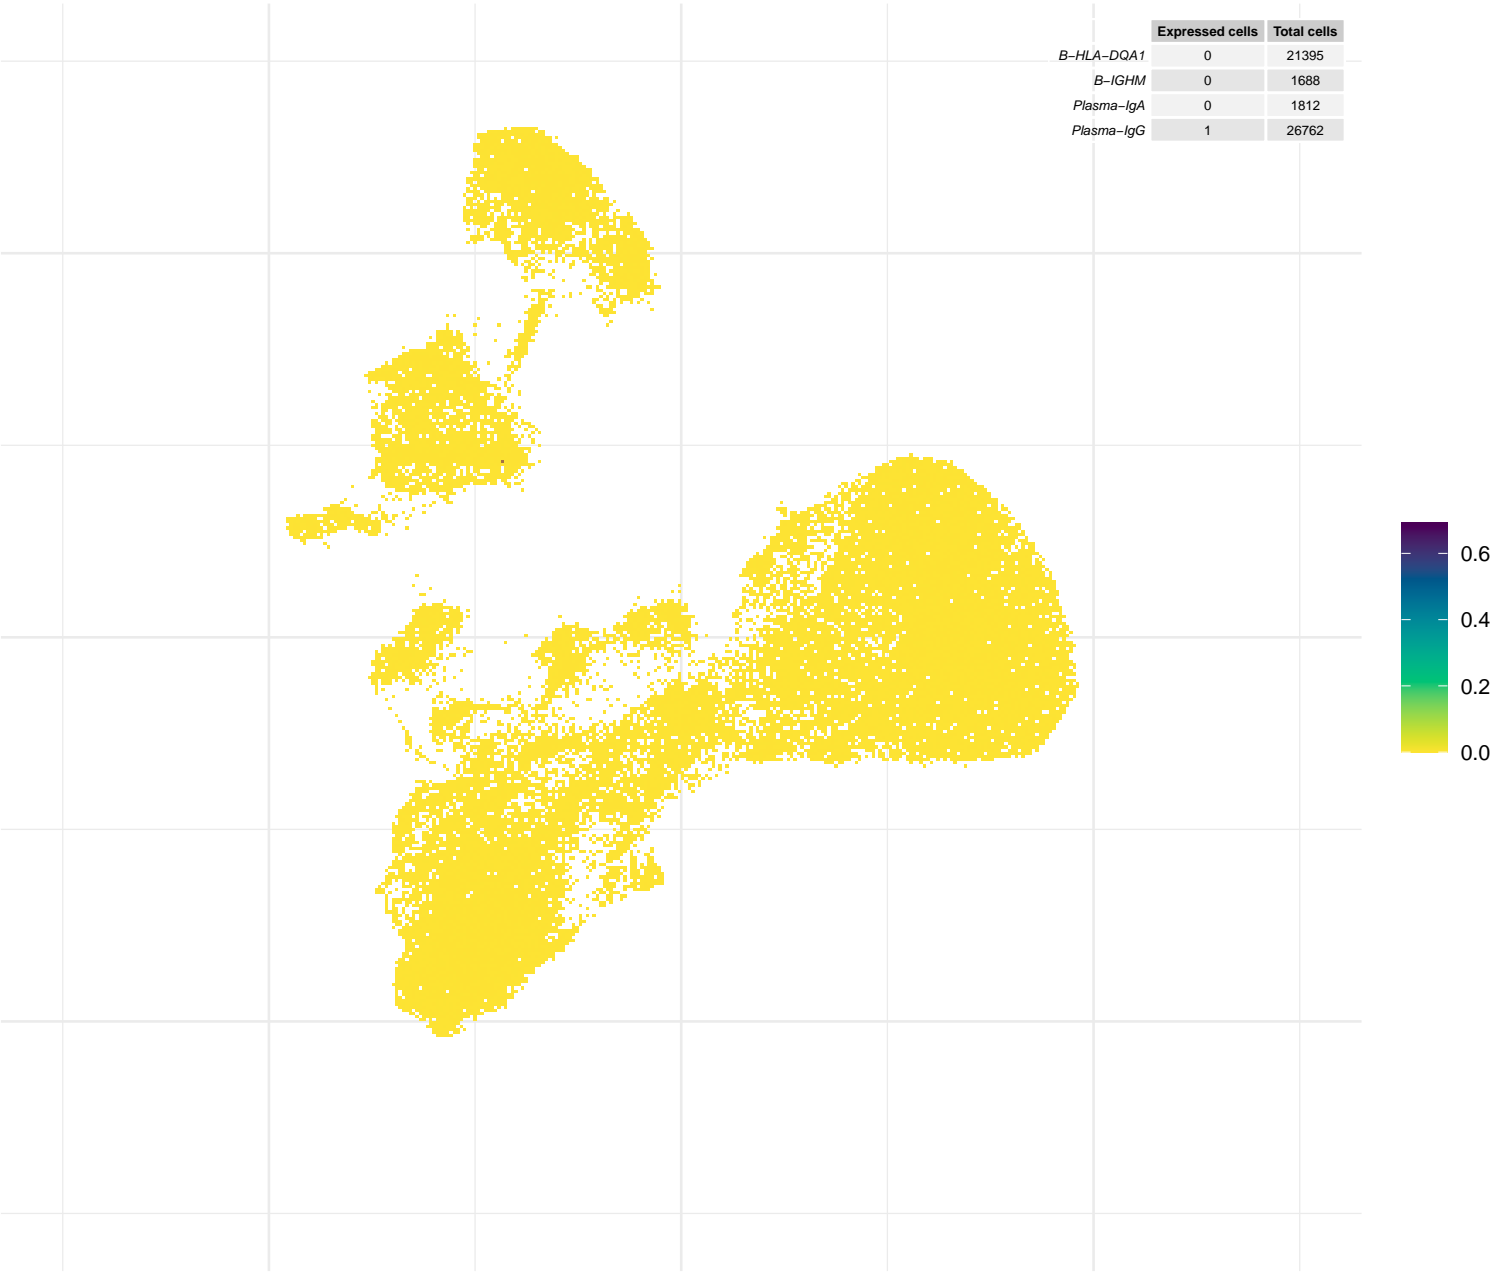 Expressed cells Total cells
B−HLA−DQA1 0 21395
B−IGHM 0 1688
Plasma−IgA 0 1812
Plasma−IgG 1 26762
0.6
0.4
0.2
0.0